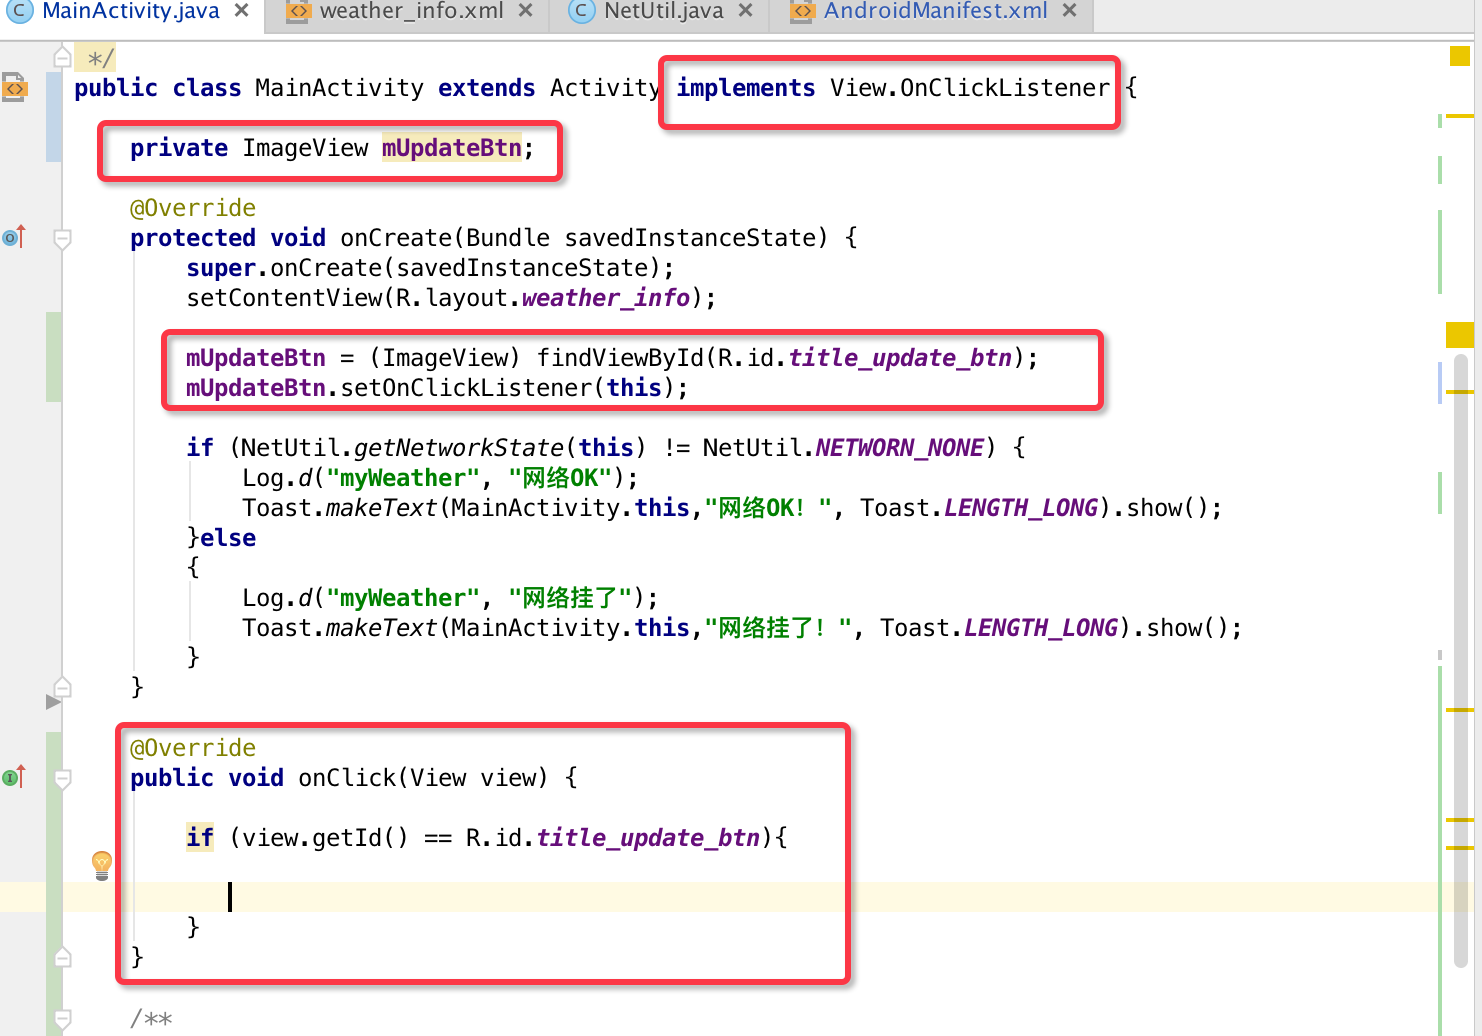 MainActivity.java × weather_info.xml × NetUtil.java × AndroidManifest.xml ×
*/
public class MainActivity extends Activity implements View.OnClickListener {
private ImageView mUpdateBtn;
@Override
protected void onCreate(Bundle savedInstanceState) {
super.onCreate(savedInstanceState);
setContentView(R.layout.weather_info);
mUpdateBtn = (ImageView) findViewById(R.id.title_update_btn);
mUpdateBtn.setOnClickListener(this);
if (NetUtil.getNetworkState(this) != NetUtil.NETWORN_NONE) {
Log.d("myWeather", "网络OK");
Toast.makeText(MainActivity.this,"网络OK！", Toast.LENGTH_LONG).show();
}else
{
Log.d("myWeather", "网络挂了");
Toast.makeText(MainActivity.this,"网络挂了！", Toast.LENGTH_LONG).show();
}
}
@Override
public void onClick(View view) {
if (view.getId() == R.id.title_update_btn){
}
}
/**